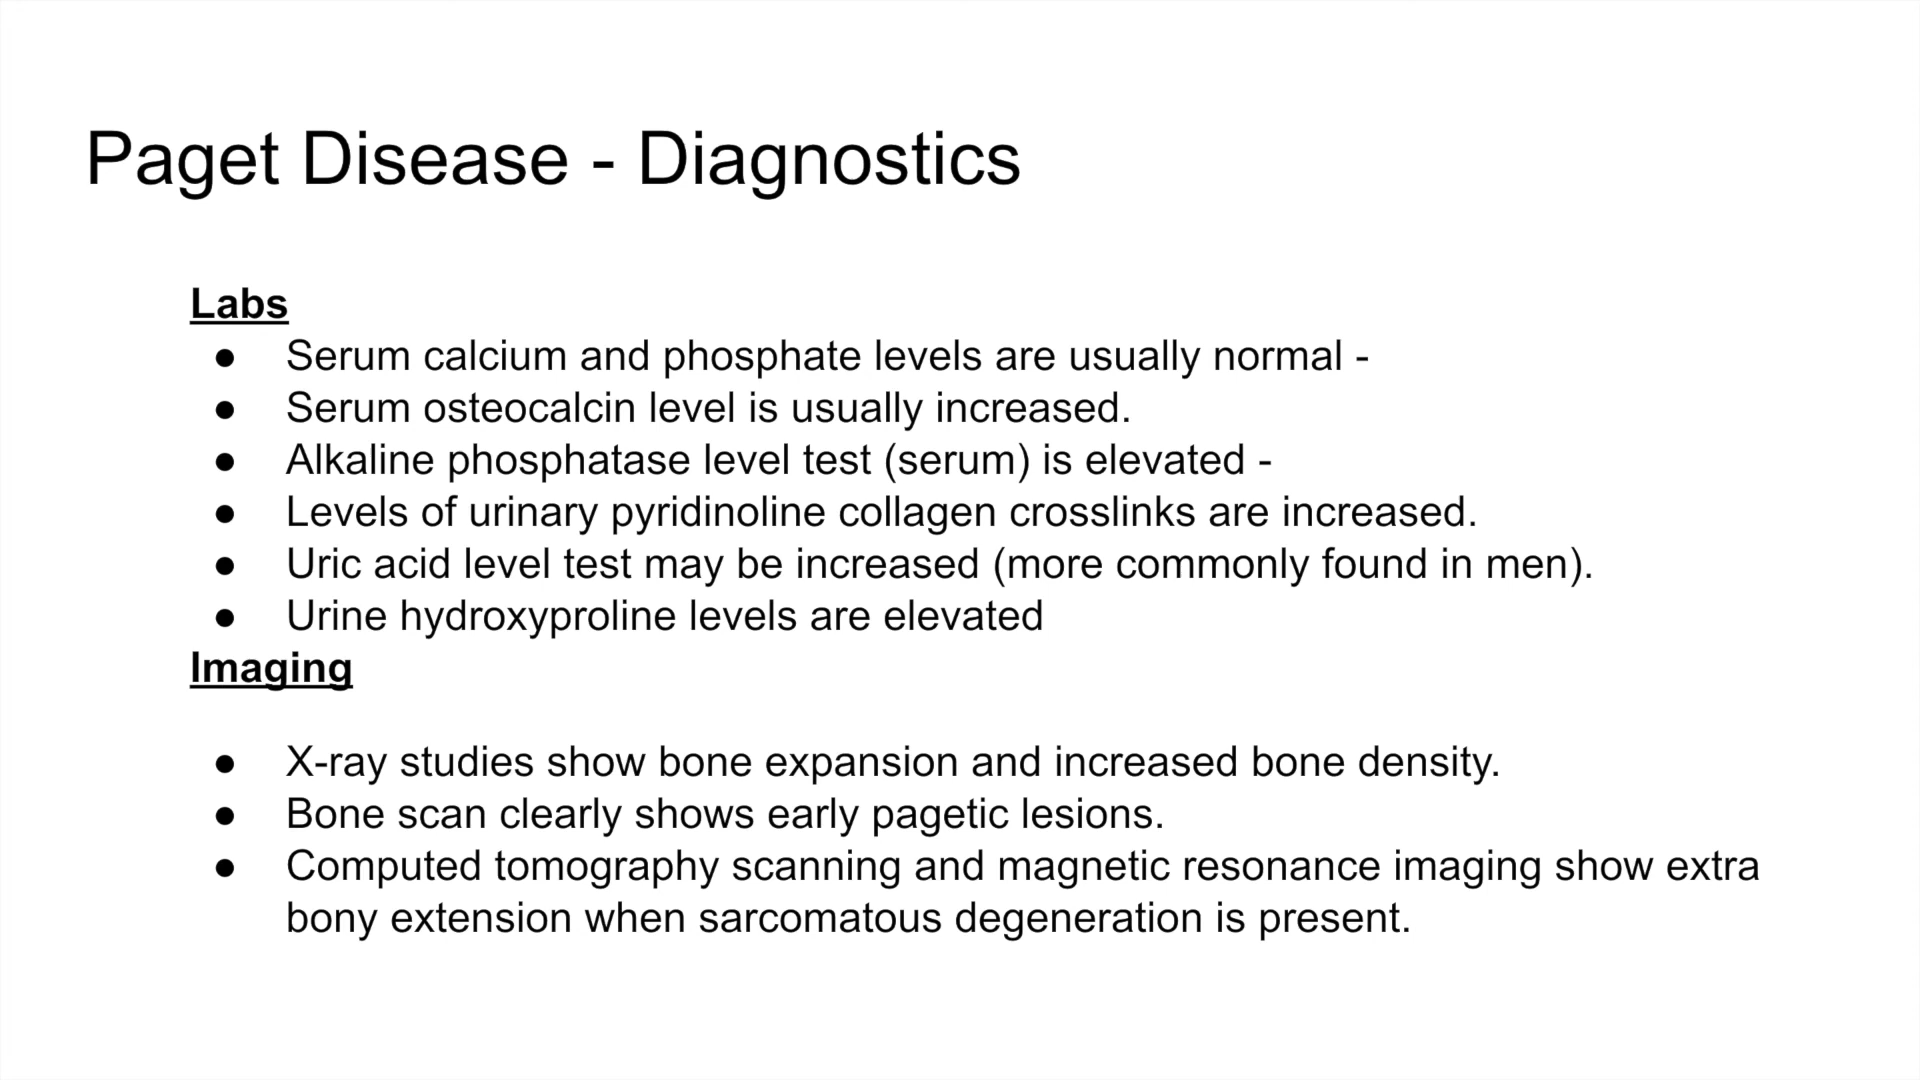 Paget Disease - Diagnostics
Labs
● Serum calcium and phosphate levels are usually normal -
● Serum osteocalcin level is usually increased.
● Alkaline phosphatase level test (serum) is elevated -
● Levels of urinary pyridinoline collagen crosslinks are increased.
● Uric acid level test may be increased (more commonly found in men).
● Urine hydroxyproline levels are elevated
Imaging
● X-ray studies show bone expansion and increased bone density.
● Bone scan clearly shows early pagetic lesions.
● Computed tomography scanning and magnetic resonance imaging show extra
bony extension when sarcomatous degeneration is present.